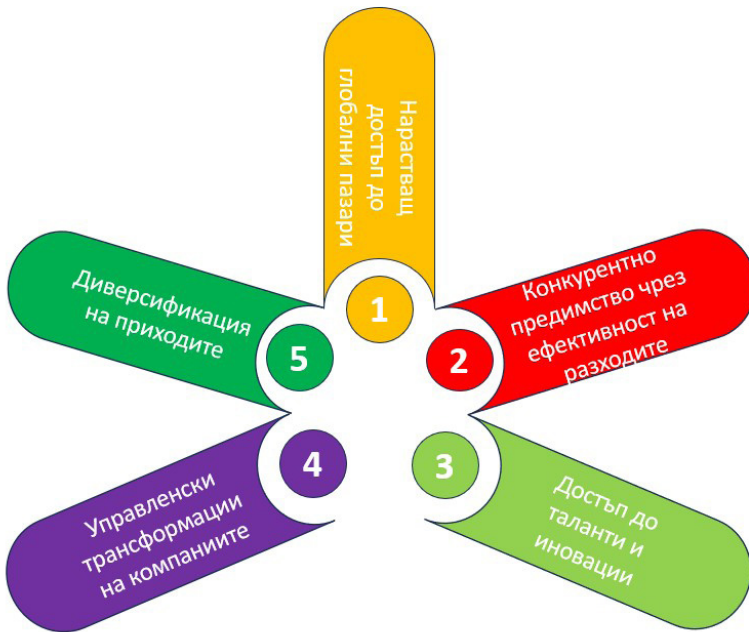 1
Нарастващ
достъп до
глобални пазари
2
Конкурентно
предимство чрез
ефективност на
разходите
3
Достъп до
таланти и
иновации
4
Управленски
трансформации
на компаниите
5
Диверсификация
на приходите